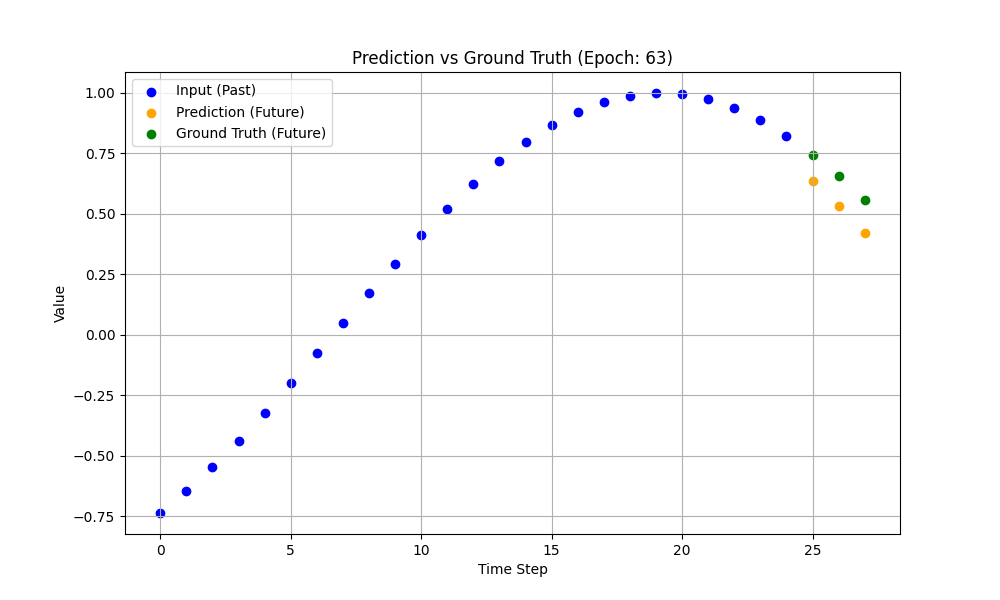 Prediction vs Ground Truth (Epoch: 63)
Input (Past)
Prediction (Future)
Ground Truth (Future)
1.00
0.75
0.50
0.25
0.00
−0.25
−0.50
−0.75
Value
0 5 10 15 20 25
Time Step